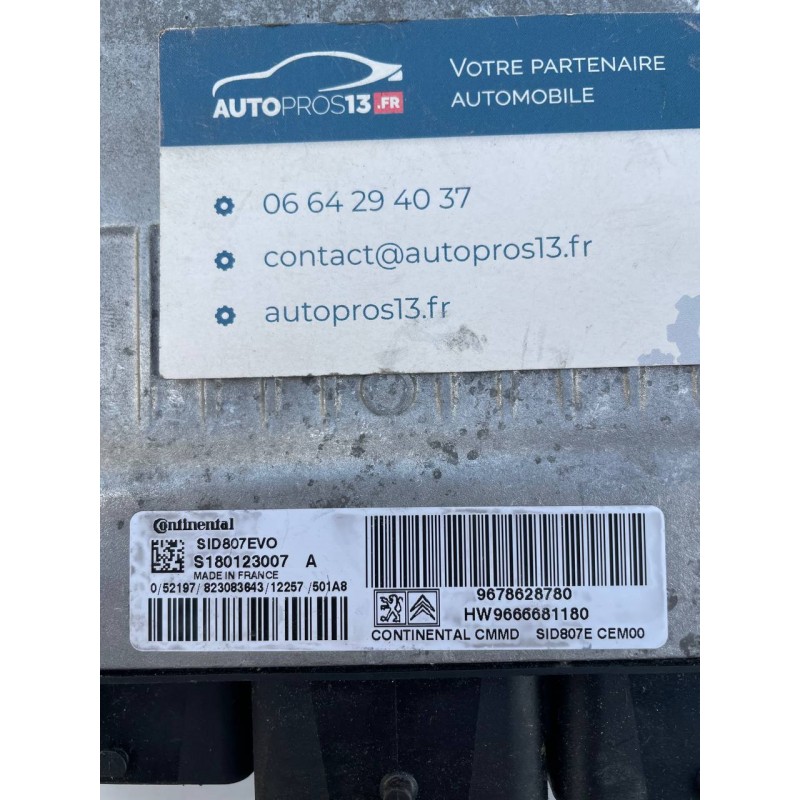 AUTOPROS13.FR
VOTRE PARTENAIRE
AUTOMOBILE
06 64 29 40 37
contact@autopros13.fr
autopros13.fr
Continental
SID807EVO
S180123007 A
MADE IN FRANCE
0/52197/823083643/12257/501A8
9678628780
HW9666681180
CONTINENTAL CMMD SID807E CEM00